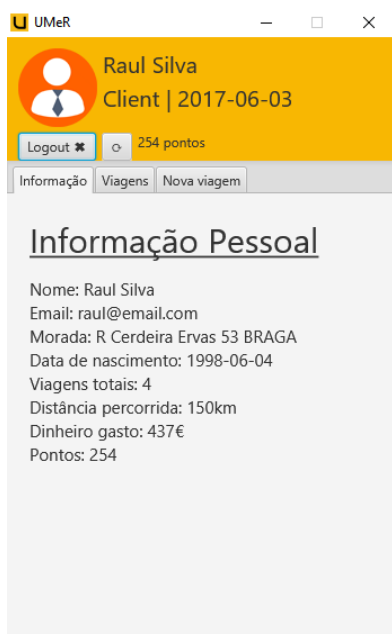 U UMeR
Raul Silva
Client | 2017-06-03
Logout ✖ ⟳ 254 pontos
Informação Viagens Nova viagem
Informação Pessoal
Nome: Raul Silva
Email: raul@email.com
Morada: R Cerdeira Ervas 53 BRAGA
Data de nascimento: 1998-06-04
Viagens totais: 4
Distância percorrida: 150km
Dinheiro gasto: 437€
Pontos: 254